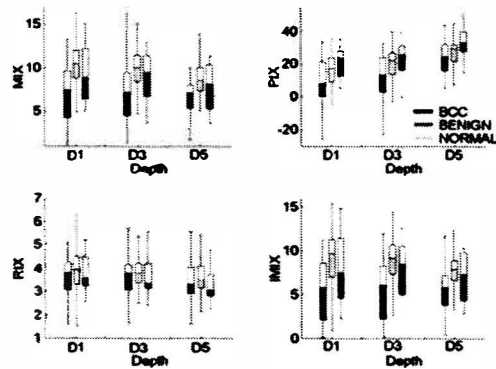 MIX
15
10
5
D1 D3 D5
Depth
PIX
40
20
0
-20
BCC
BENIGN
NORMAL
D1 D3 D5
Depth
RIX
7
6
5
4
3
2
1
D1 D3 D5
Depth
IMIX
15
10
5
0
D1 D3 D5
Depth